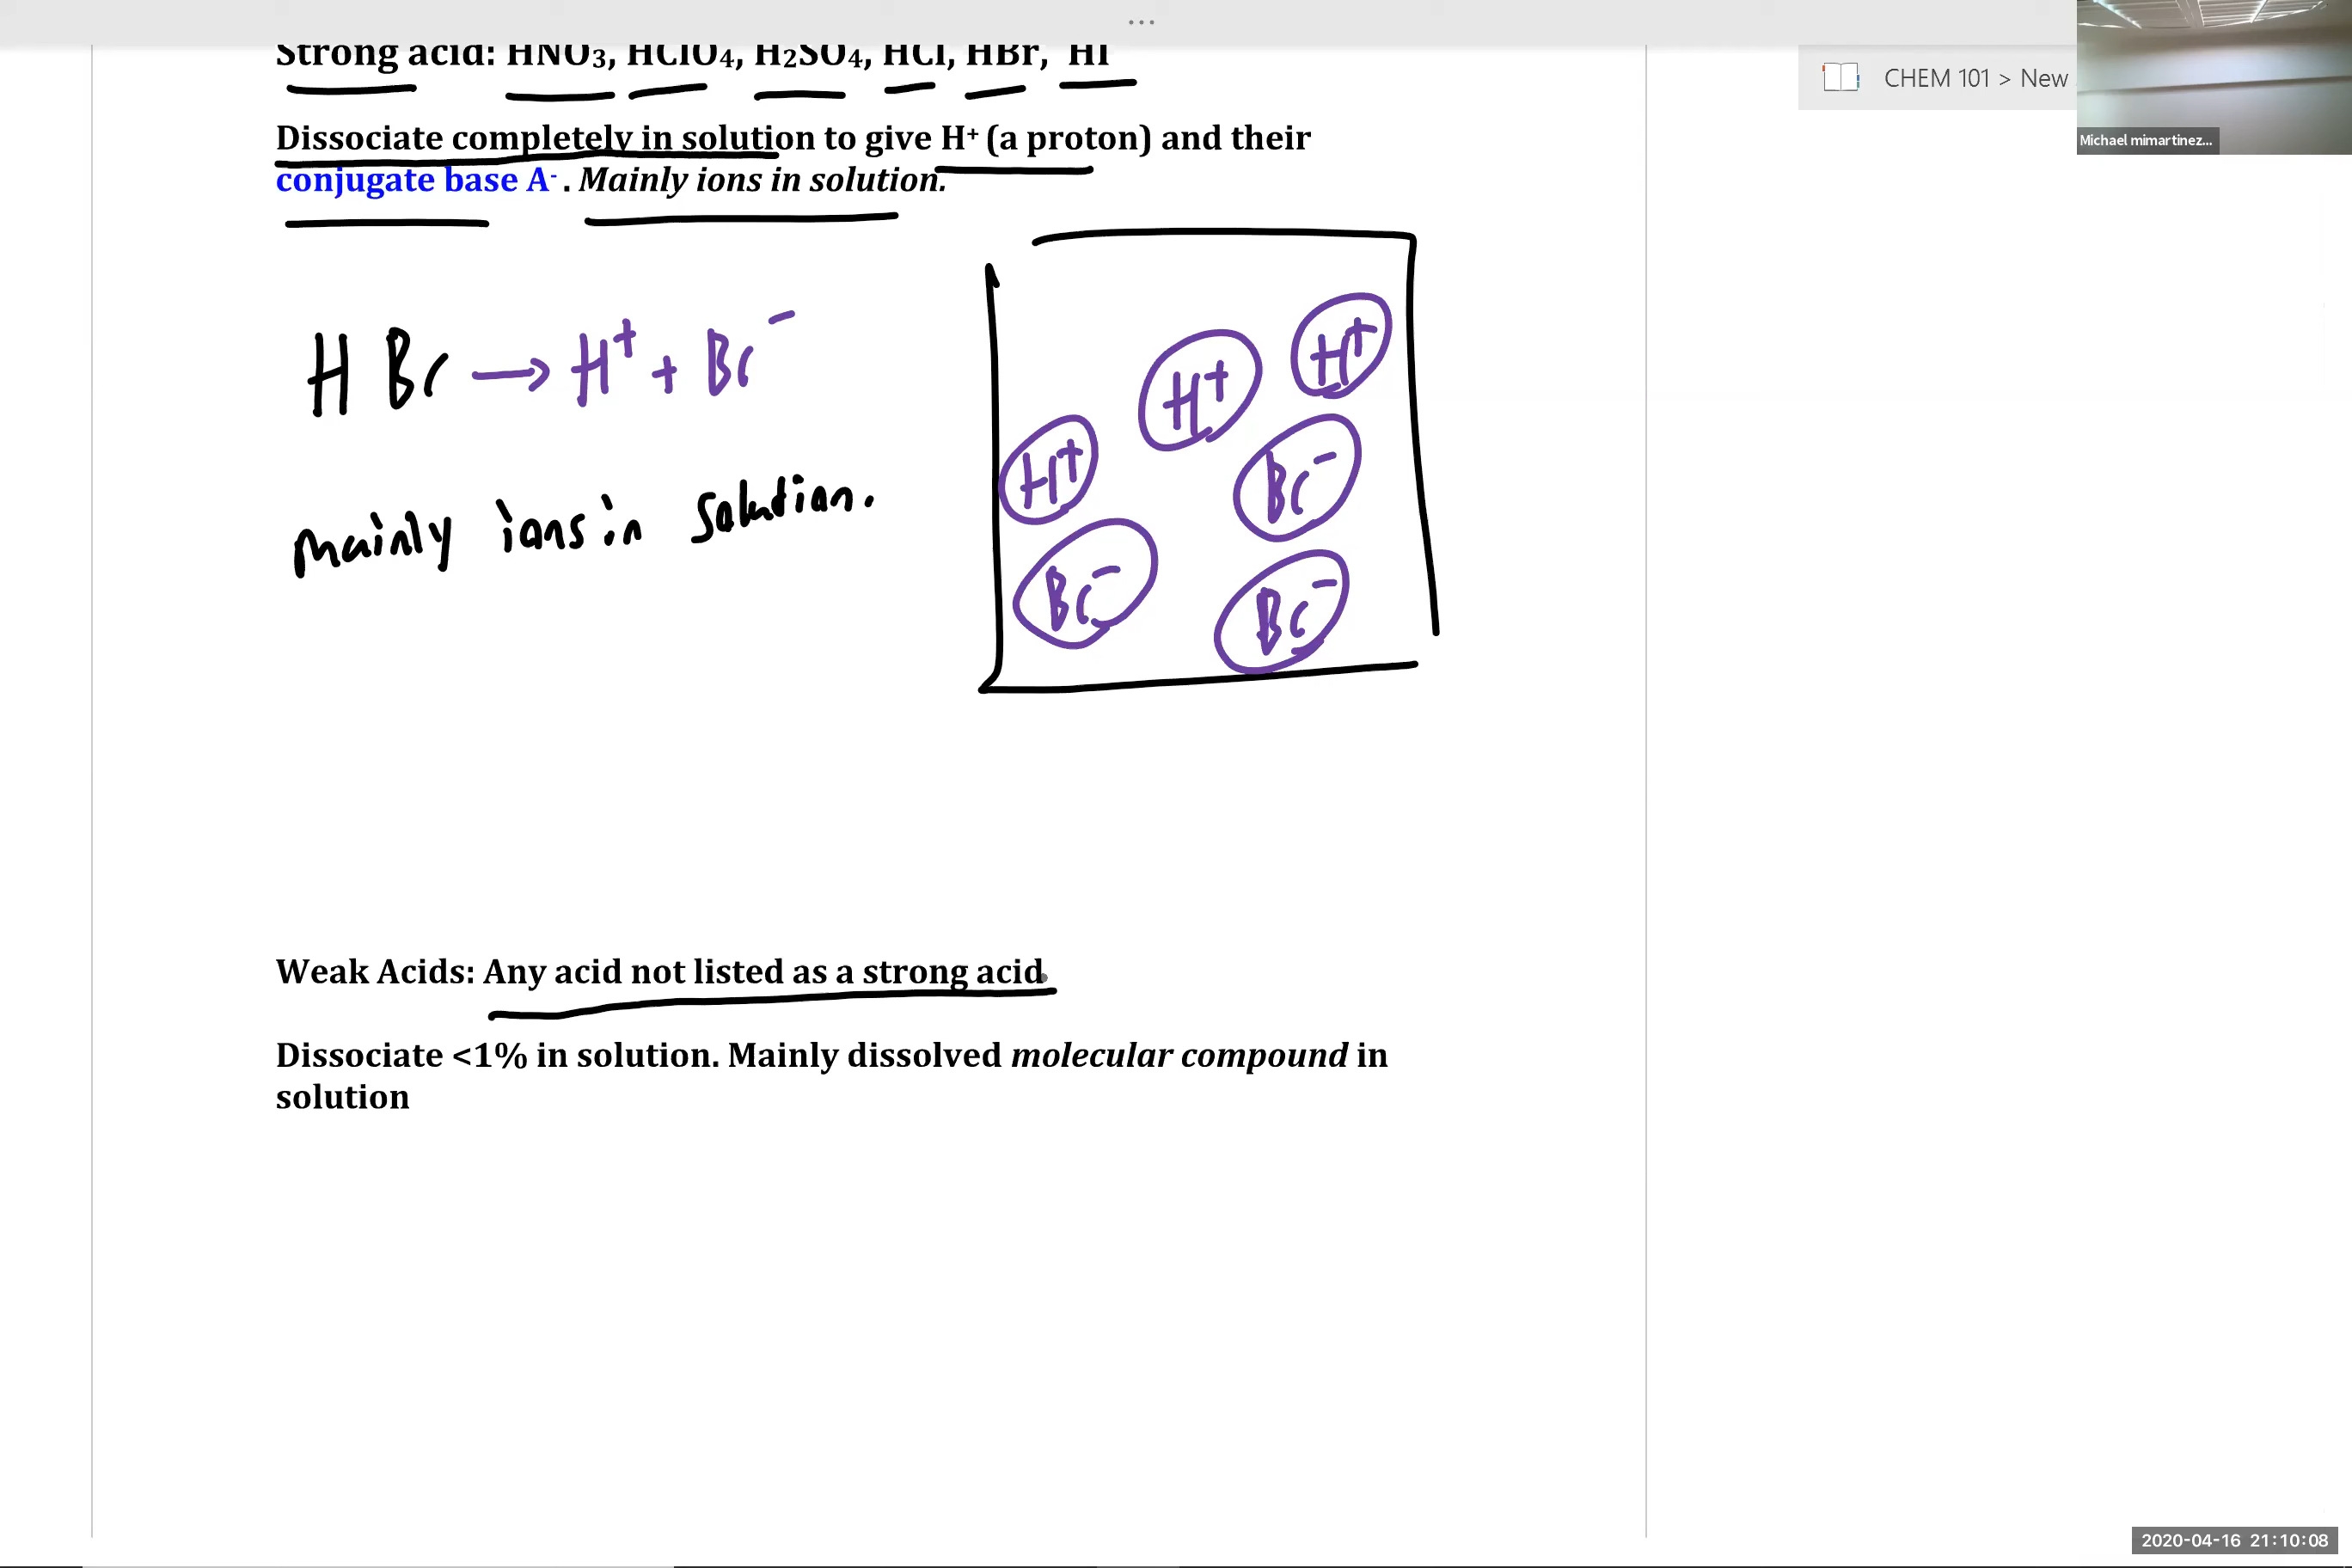 ...
Strong acid: HNO₃, HClO₄, H₂SO₄, HCl, HBr, HI
CHEM 101 > New
Michael mimartinez...
Dissociate completely in solution to give H⁺ (a proton) and their
conjugate base A⁻. Mainly ions in solution.
H Br → H⁺ + Br⁻
mainly ions in solution.
H⁺
H⁺
H⁺
Br⁻
Br⁻
Br⁻
Weak Acids: Any acid not listed as a strong acid
Dissociate <1% in solution. Mainly dissolved molecular compound in
solution
2020-04-16 21:10:08